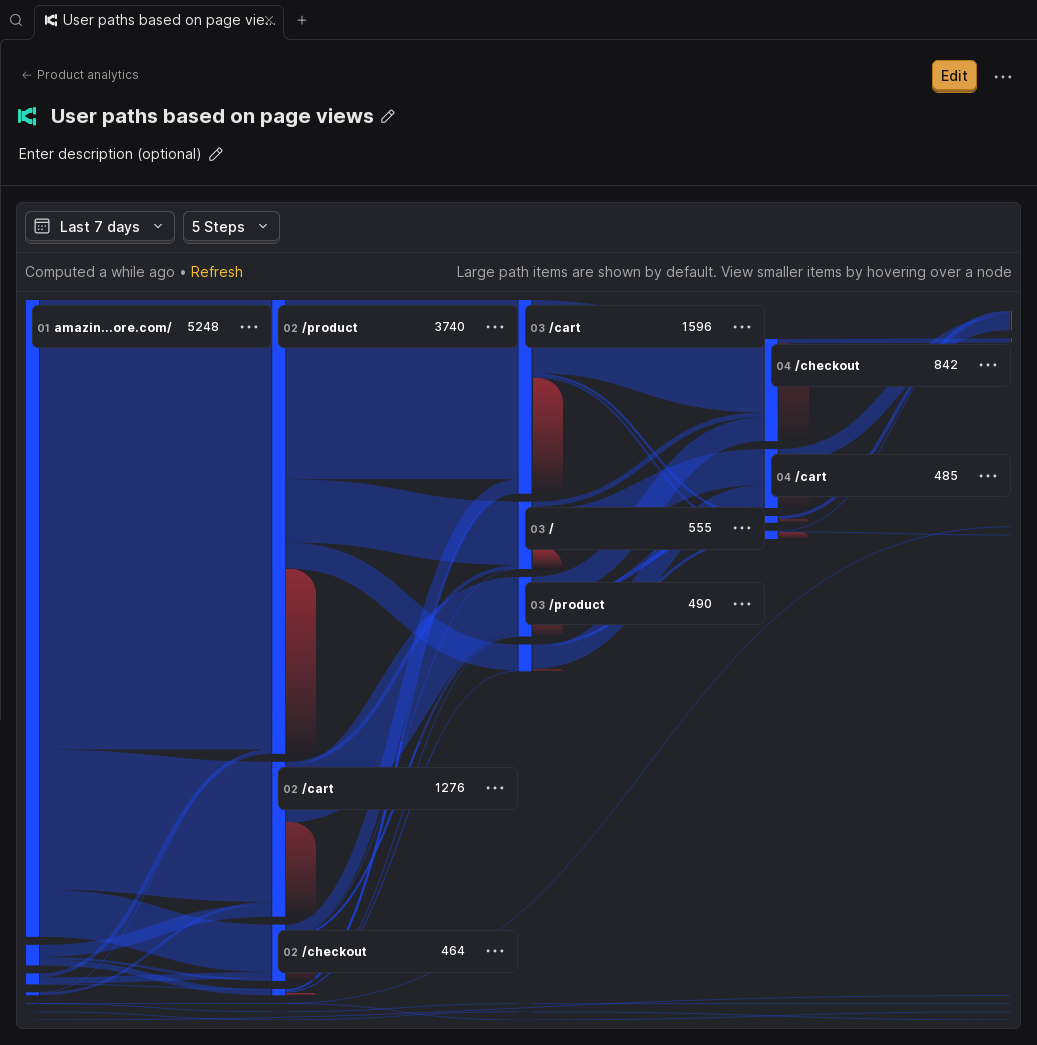 User paths based on page vie...
Product analytics
Edit
User paths based on page views
Enter description (optional)
Last 7 days
5 Steps
Computed a while ago • Refresh
Large path items are shown by default. View smaller items by hovering over a node
01 amazin...ore.com/ 5248
02 /product 3740
03 /cart 1596
04 /checkout 842
04 /cart 485
03 / 555
03 /product 490
02 /cart 1276
02 /checkout 464